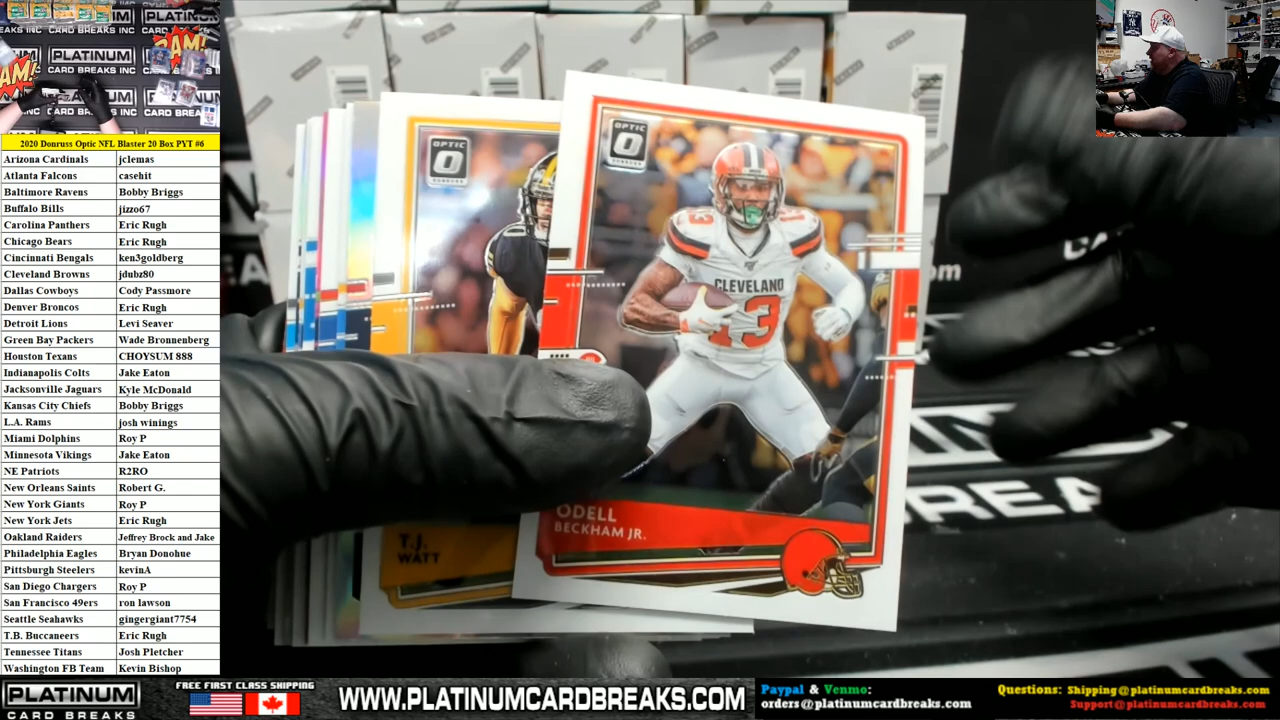 PLATINUM
CARD BREAKS INC
2020 Donruss Optic NFL Blaster 20 Box PYT #6
Arizona Cardinals jclemas
Atlanta Falcons casehit
Baltimore Ravens Bobby Briggs
Buffalo Bills jizzo67
Carolina Panthers Eric Rugh
Chicago Bears Eric Rugh
Cincinnati Bengals ken3goldberg
Cleveland Browns jdubz80
Dallas Cowboys Cody Passmore
Denver Broncos Eric Rugh
Detroit Lions Levi Seaver
Green Bay Packers Wade Bronnenberg
Houston Texans CHOYSUM 888
Indianapolis Colts Jake Eaton
Jacksonville Jaguars Kyle McDonald
Kansas City Chiefs Bobby Briggs
L.A. Rams josh winings
Miami Dolphins Roy P
Minnesota Vikings Jake Eaton
NE Patriots R2RO
New Orleans Saints Robert G.
New York Giants Roy P
New York Jets Eric Rugh
Oakland Raiders Jeffrey Brock and Jake
Philadelphia Eagles Bryan Donohue
Pittsburgh Steelers kevinA
San Diego Chargers Roy P
San Francisco 49ers ron lawson
Seattle Seahawks gingergiant7754
T.B. Buccaneers Eric Rugh
Tennessee Titans Josh Pletcher
Washington FB Team Kevin Bishop
OPTIC
DONRUSS
OPTIC
DONRUSS
13
CLEVELAND
13
ODELL
BECKHAM JR.
T.J.
WATT
PLATINUM
CARD BREAKS
FREE FIRST CLASS SHIPPING
WWW.PLATINUMCARDBREAKS.COM
Paypal & Venmo:
orders@platinumcardbreaks.com
Questions: Shipping@platinumcardbreaks.com
Support@platinumcardbreaks.com